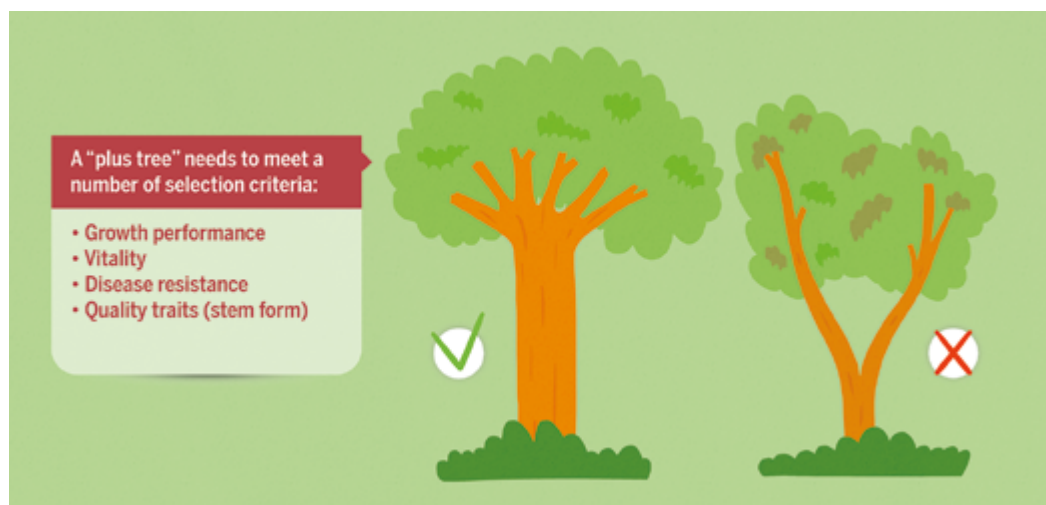 A “plus tree” needs to meet a
number of selection criteria:
• Growth performance
• Vitality
• Disease resistance
• Quality traits (stem form)